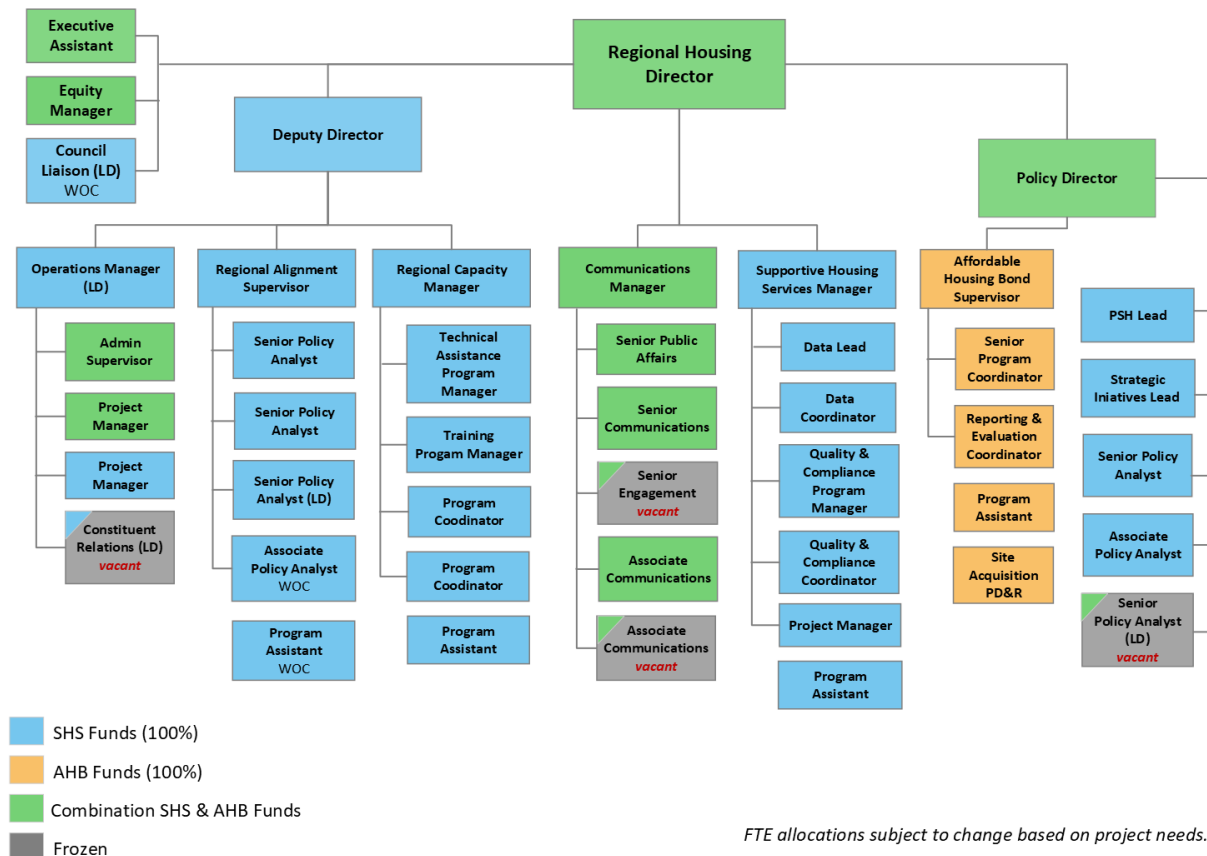 Executive
Assistant
Equity
Manager
Council
Liaison (LD)
WOC
Regional Housing
Director
Deputy Director
Policy Director
Operations Manager
(LD)
Admin
Supervisor
Project
Manager
Project
Manager
Constituent
Relations (LD)
vacant
Regional Alignment
Supervisor
Senior Policy
Analyst
Senior Policy
Analyst
Senior Policy
Analyst (LD)
Associate
Policy Analyst
WOC
Program
Assistant
WOC
Regional Capacity
Manager
Technical
Assistance
Program
Manager
Training
Progam Manager
Program
Coodinator
Program
Coodinator
Program
Assistant
Communications
Manager
Senior Public
Affairs
Senior
Communications
Senior
Engagement
vacant
Associate
Communications
Associate
Communications
vacant
Supportive Housing
Services Manager
Data Lead
Data
Coordinator
Quality &
Compliance
Program
Manager
Quality &
Compliance
Coordinator
Project Manager
Program
Assistant
Affordable
Housing Bond
Supervisor
Senior
Program
Coordinator
Reporting &
Evaluation
Coordinator
Program
Assistant
Site
Acquisition
PD&R
PSH Lead
Strategic
Iniatives Lead
Senior Policy
Analyst
Associate
Policy Analyst
Senior
Policy Analyst
(LD)
vacant
SHS Funds (100%)
AHB Funds (100%)
Combination SHS & AHB Funds
Frozen
FTE allocations subject to change based on project needs.